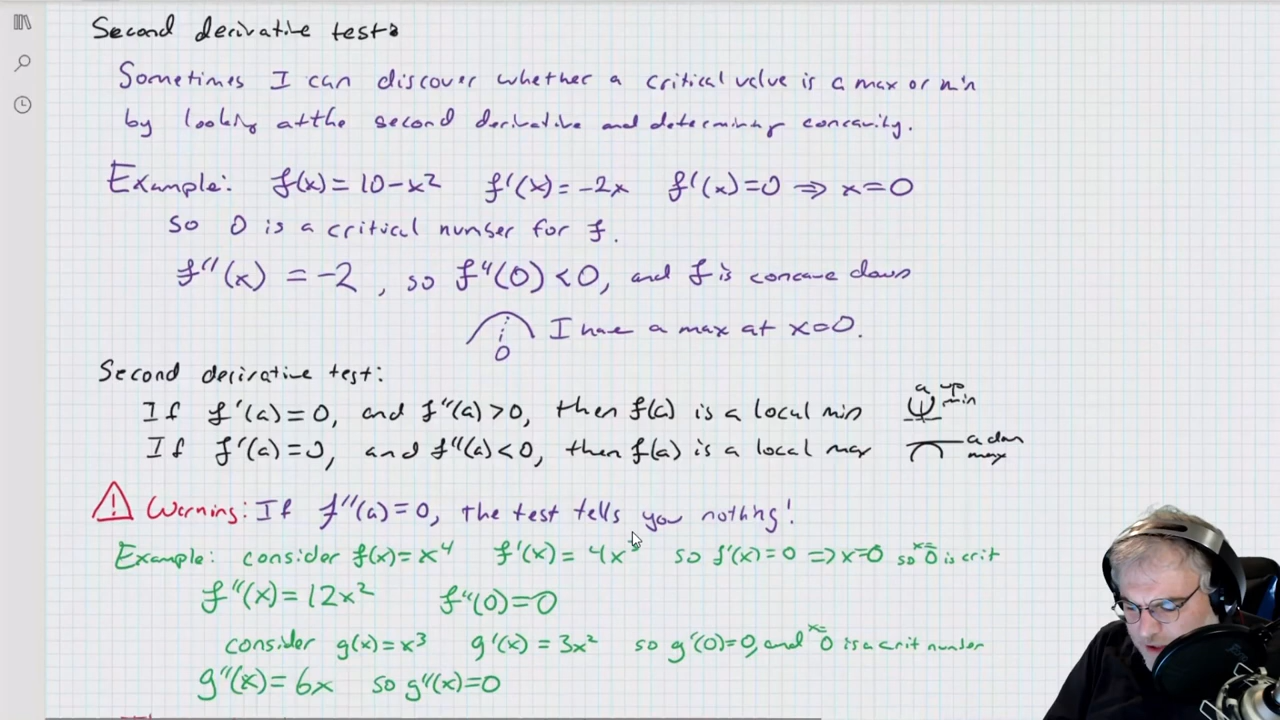 Second derivative test:
Sometimes I can discover whether a critical value is a max or min
by looking at the second derivative and determining concavity.
Example: f(x) = 10-x² f'(x) = -2x f'(x)=0 ⇒ x=0
So 0 is a critical number for f.
f''(x) = -2, so f''(0) < 0, and f is concave down
0 I have a max at x=0.
Second derivative test:
If f'(a) = 0, and f''(a) > 0, then f(a) is a local min a up min
If f'(a) = 0, and f''(a) < 0, then f(a) is a local max a down max
! Warning: If f''(a) = 0, the test tells you nothing!
Example: consider f(x) = x⁴ f'(x) = 4x³ so f'(x) = 0 ⇒ x=0 so x=0 is crit
f''(x) = 12x² f''(0) = 0
consider g(x) = x³ g'(x) = 3x² so g'(0)=0, and x=0 is a crit number
g''(x) = 6x so g''(x) = 0